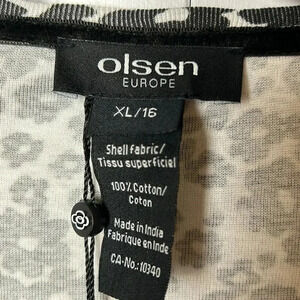 olsen
EUROPE
XL/16
Shell fabric/
Tissu superficiel
100% Cotton/
Coton
Made in India
Fabrique en Inde
CA-No.: 10340